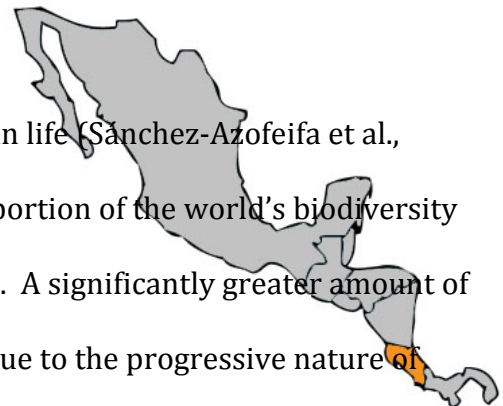 n life (Sánchez-Azofeifa et al.,
portion of the world's biodiversity
. A significantly greater amount of
ue to the progressive nature of